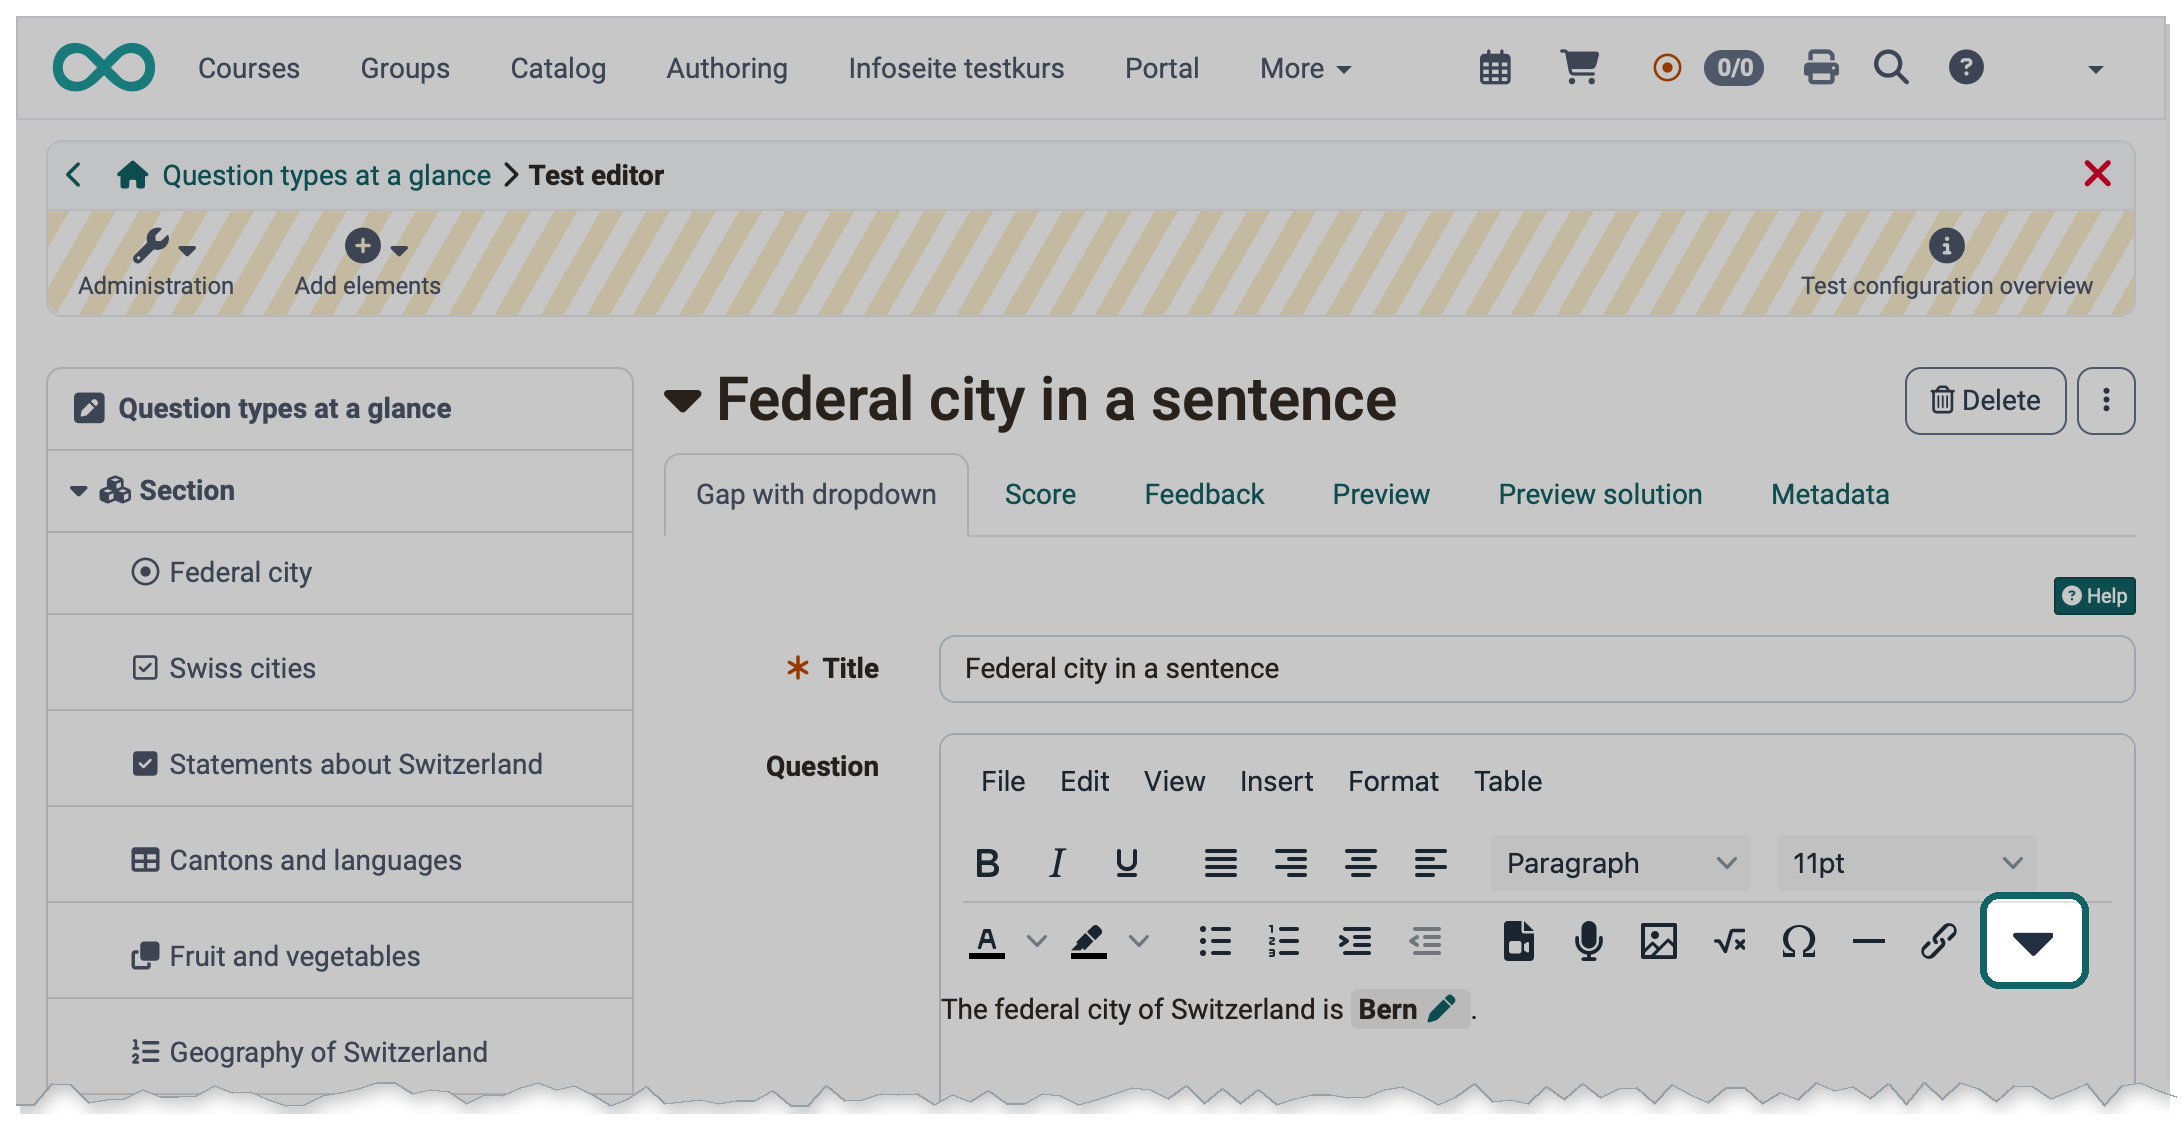 Courses Groups Catalog Authoring Infoseite testkurs Portal More 0/0
Question types at a glance Test editor
Administration Add elements Test configuration overview
Question types at a glance
Section
Federal city
Swiss cities
Statements about Switzerland
Cantons and languages
Fruit and vegetables
Geography of Switzerland
Federal city in a sentence Delete
Gap with dropdown Score Feedback Preview Preview solution Metadata
Help
Title Federal city in a sentence
Question
File Edit View Insert Format Table
B I U Paragraph 11pt
A Ω
The federal city of Switzerland is Bern .